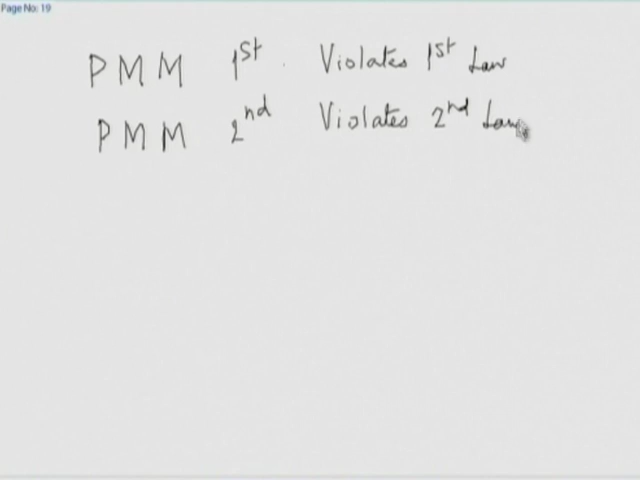 Page No: 19
PMM 1st. Violates 1st Law
PMM 2nd Violates 2nd Law